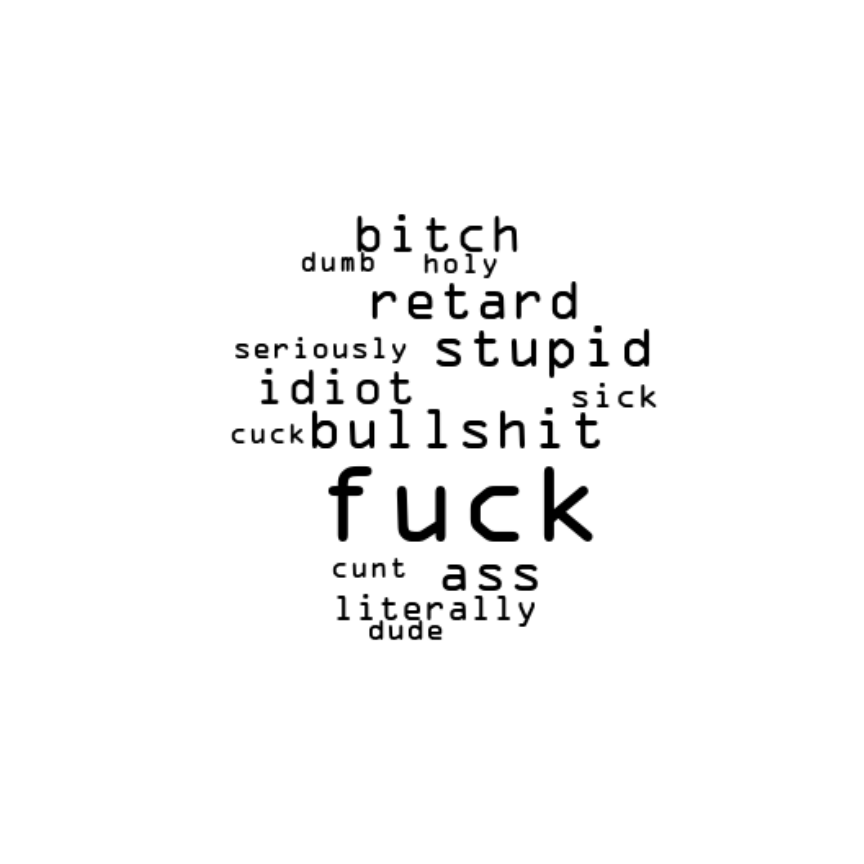 bitch
dumb holy
retard
seriously stupid
idiot sick
cuck bullshit
fuck
cunt ass
literally
dude